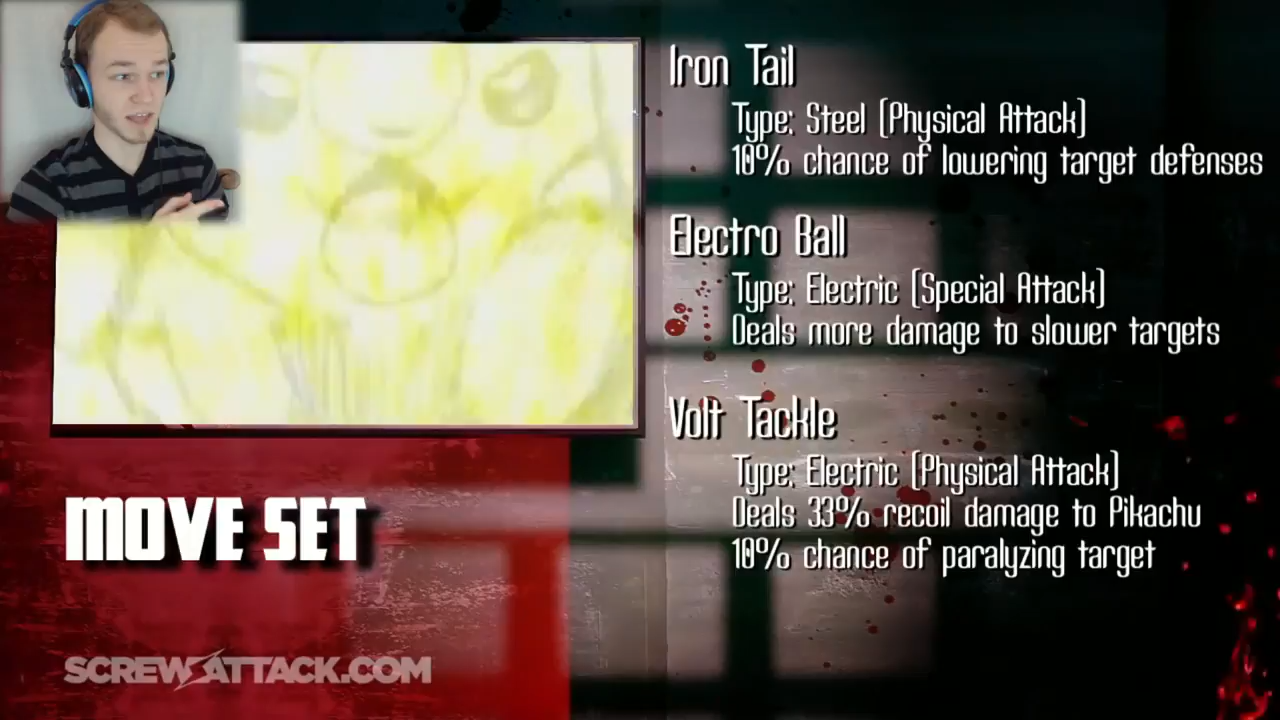 Iron Tail
Type: Steel (Physical Attack)
10% chance of lowering target defenses
Electro Ball
Type: Electric (Special Attack)
Deals more damage to slower targets
Volt Tackle
Type: Electric (Physical Attack)
Deals 33% recoil damage to Pikachu
10% chance of paralyzing target
MOVE SET
SCREWATTACK.COM